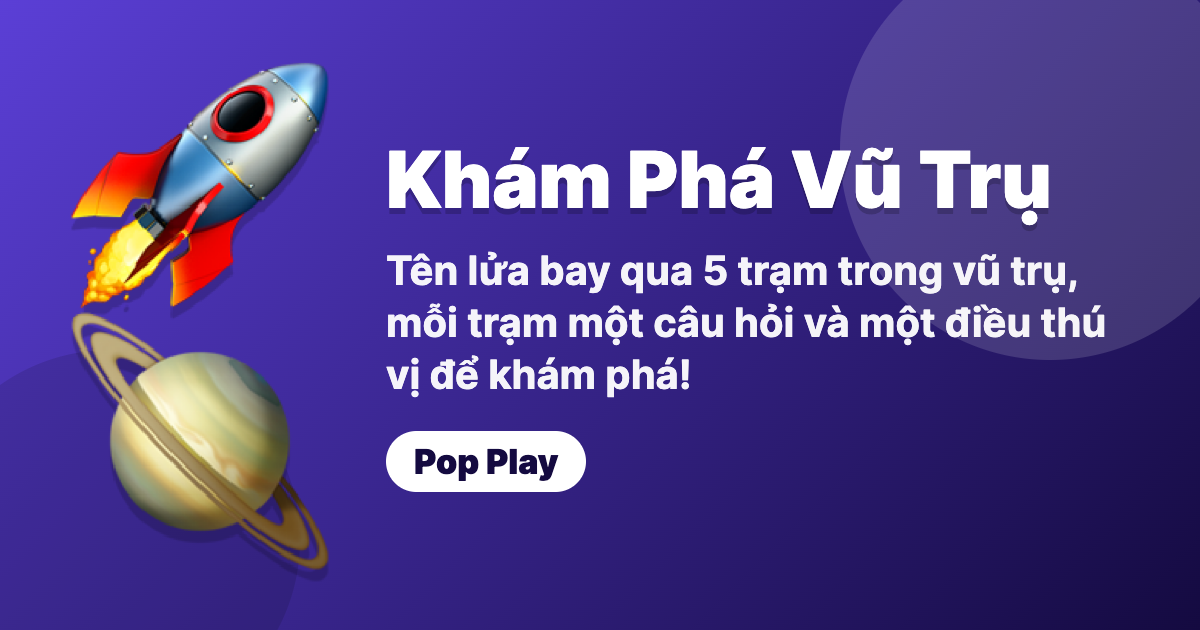 Khám Phá Vũ Trụ
Tên lửa bay qua 5 trạm trong vũ trụ,
mỗi trạm một câu hỏi và một điều thú
vị để khám phá!
Pop Play